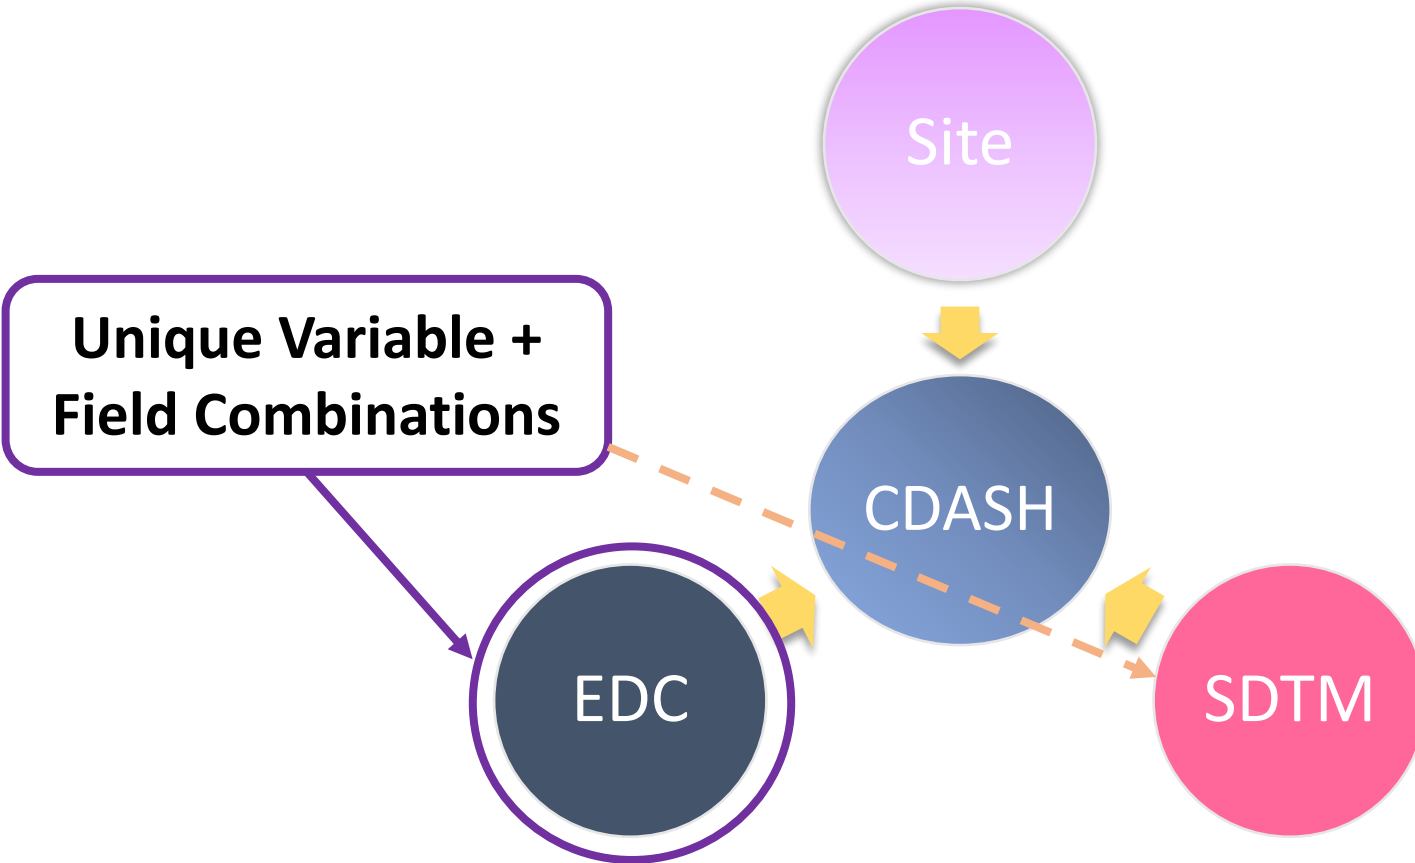 Site
Unique Variable +
Field Combinations
CDASH
EDC
SDTM